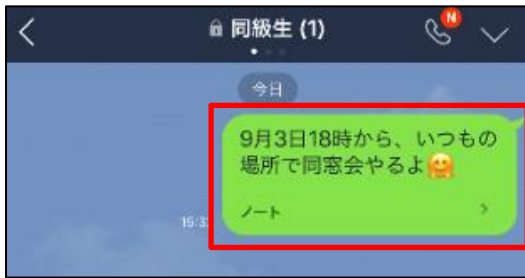 同級生 (1)
N
今日
9月3日18時から、いつもの
場所で同窓会やるよ🤗
ノート